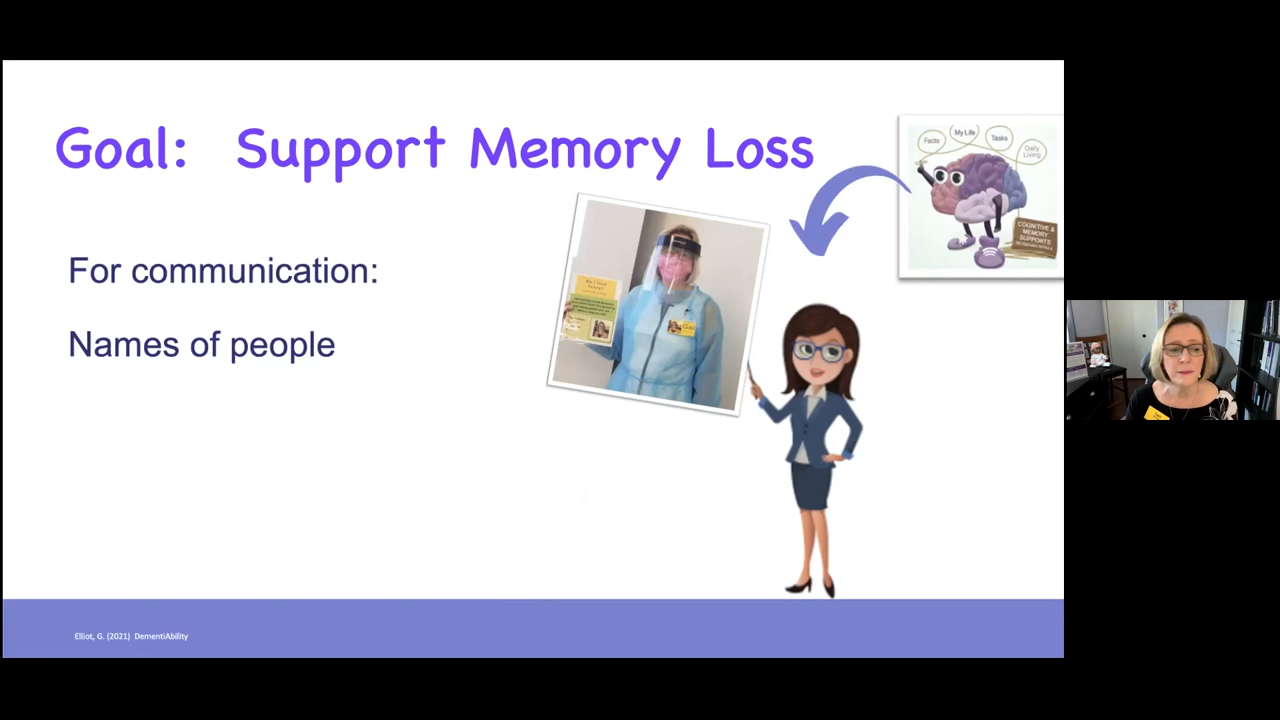 Goal: Support Memory Loss
Facts
My Life
Tasks
Daily
Living
COGNITIVE &
MEMORY
SUPPORTS
For communication:
Names of people
Elliot, G. (2021) DementiAbility